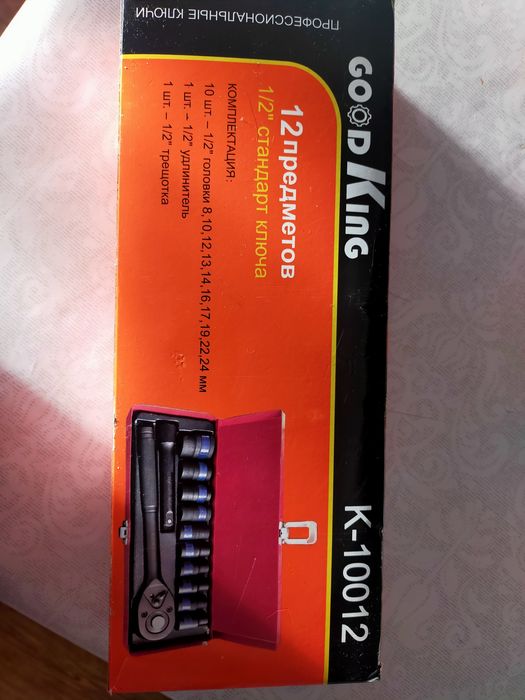 ПРОФЕССИОНАЛЬНЫЕ КЛЮЧИ
GOOD KING
K-10012
12 предметов
1/2" стандарт ключа
КОМПЛЕКТАЦИЯ:
10 шт. – 1/2" головки 8,10,12,13,14,16,17,19,22,24 мм
1 шт. – 1/2" удлинитель
1 шт. – 1/2" трещотка